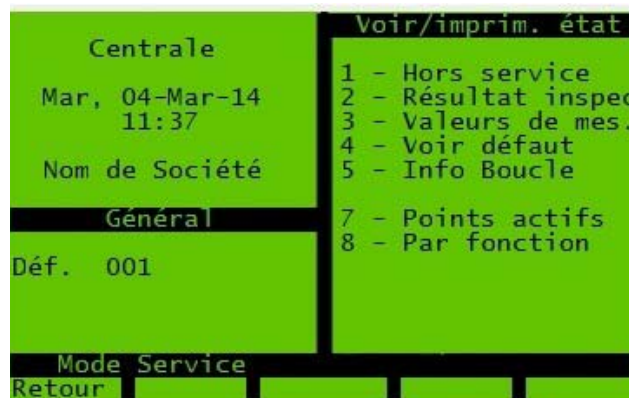 Centrale
Mar, 04-Mar-14
11:37
Nom de Société
Général
Déf. 001
Voir/imprim. état
1 - Hors service
2 - Résultat inspec
3 - Valeurs de mes.
4 - Voir défaut
5 - Info Boucle
7 - Points actifs
8 - Par fonction
Mode Service
Retour